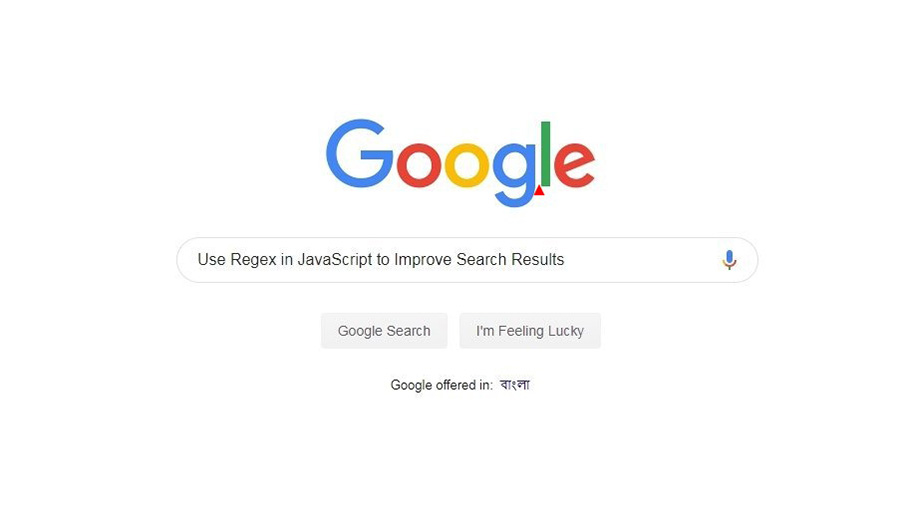 Google
Use Regex in JavaScript to Improve Search Results
Google Search I'm Feeling Lucky
Google offered in: বাংলা